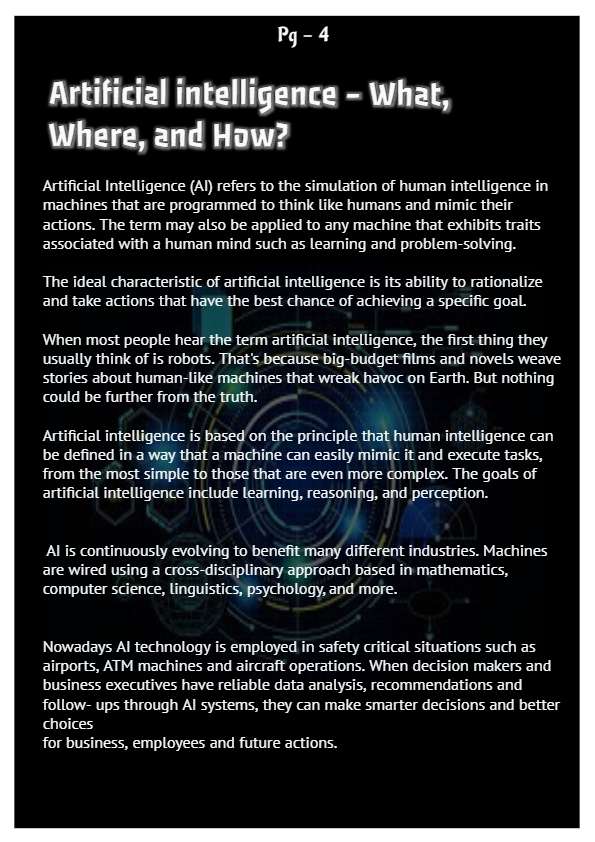 Pg - 4
Artificial intelligence - What,
Where, and How?
Artificial Intelligence (AI) refers to the simulation of human intelligence in
machines that are programmed to think like humans and mimic their
actions. The term may also be applied to any machine that exhibits traits
associated with a human mind such as learning and problem-solving.
The ideal characteristic of artificial intelligence is its ability to rationalize
and take actions that have the best chance of achieving a specific goal.
When most people hear the term artificial intelligence, the first thing they
usually think of is robots. That's because big-budget films and novels weave
stories about human-like machines that wreak havoc on Earth. But nothing
could be further from the truth.
Artificial intelligence is based on the principle that human intelligence can
be defined in a way that a machine can easily mimic it and execute tasks,
from the most simple to those that are even more complex. The goals of
artificial intelligence include learning, reasoning, and perception.
AI is continuously evolving to benefit many different industries. Machines
are wired using a cross-disciplinary approach based in mathematics,
computer science, linguistics, psychology, and more.
Nowadays AI technology is employed in safety critical situations such as
airports, ATM machines and aircraft operations. When decision makers and
business executives have reliable data analysis, recommendations and
follow- ups through AI systems, they can make smarter decisions and better
choices
for business, employees and future actions.